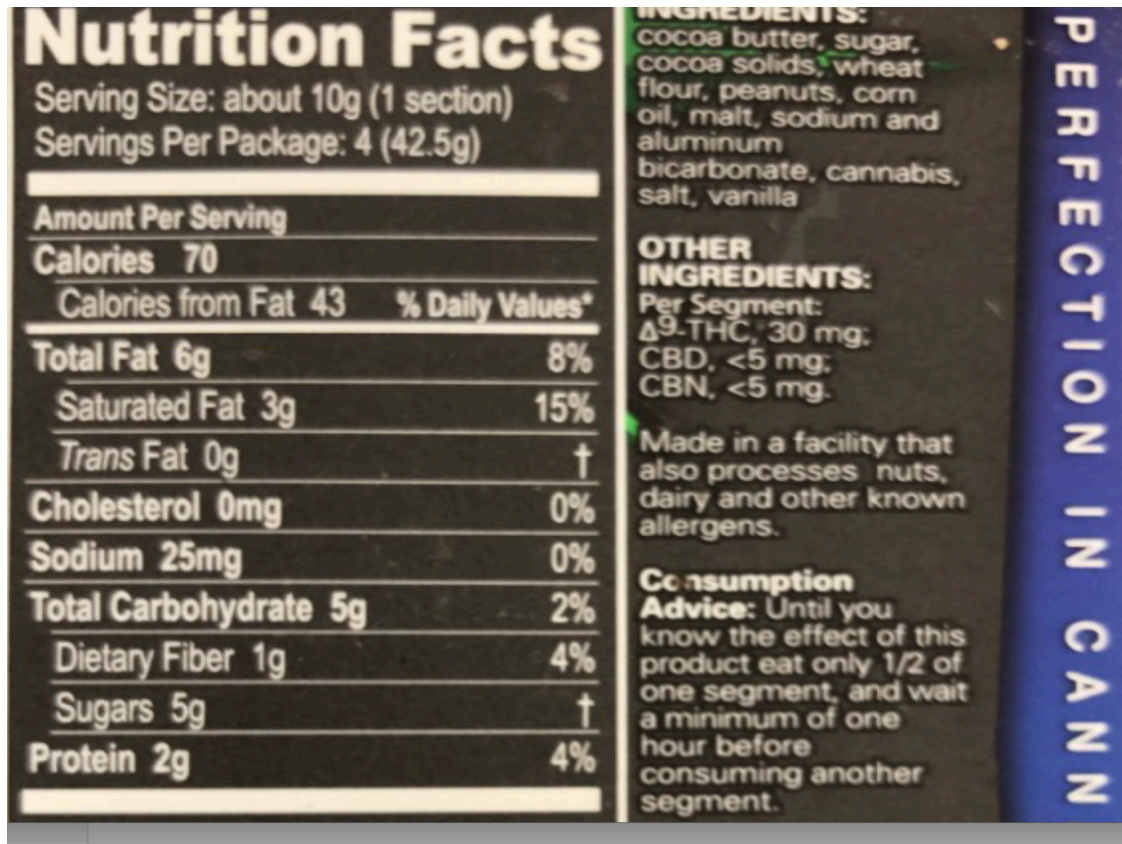 Nutrition Facts
Serving Size: about 10g (1 section)
Servings Per Package: 4 (42.5g)
Amount Per Serving
Calories 70
Calories from Fat 43 % Daily Values*
Total Fat 6g 8%
Saturated Fat 3g 15%
Trans Fat 0g †
Cholesterol 0mg 0%
Sodium 25mg 0%
Total Carbohydrate 5g 2%
Dietary Fiber 1g 4%
Sugars 5g †
Protein 2g 4%
INGREDIENTS:
cocoa butter, sugar,
cocoa solids, wheat
flour, peanuts, corn
oil, malt, sodium and
aluminum
bicarbonate, cannabis,
salt, vanilla
OTHER
INGREDIENTS:
Per Segment:
Δ9-THC, 30 mg;
CBD, <5 mg;
CBN, <5 mg.
Made in a facility that
also processes nuts,
dairy and other known
allergens.
Consumption
Advice: Until you
know the effect of this
product eat only 1/2 of
one segment, and wait
a minimum of one
hour before
consuming another
segment.
PERFECTION IN CANN